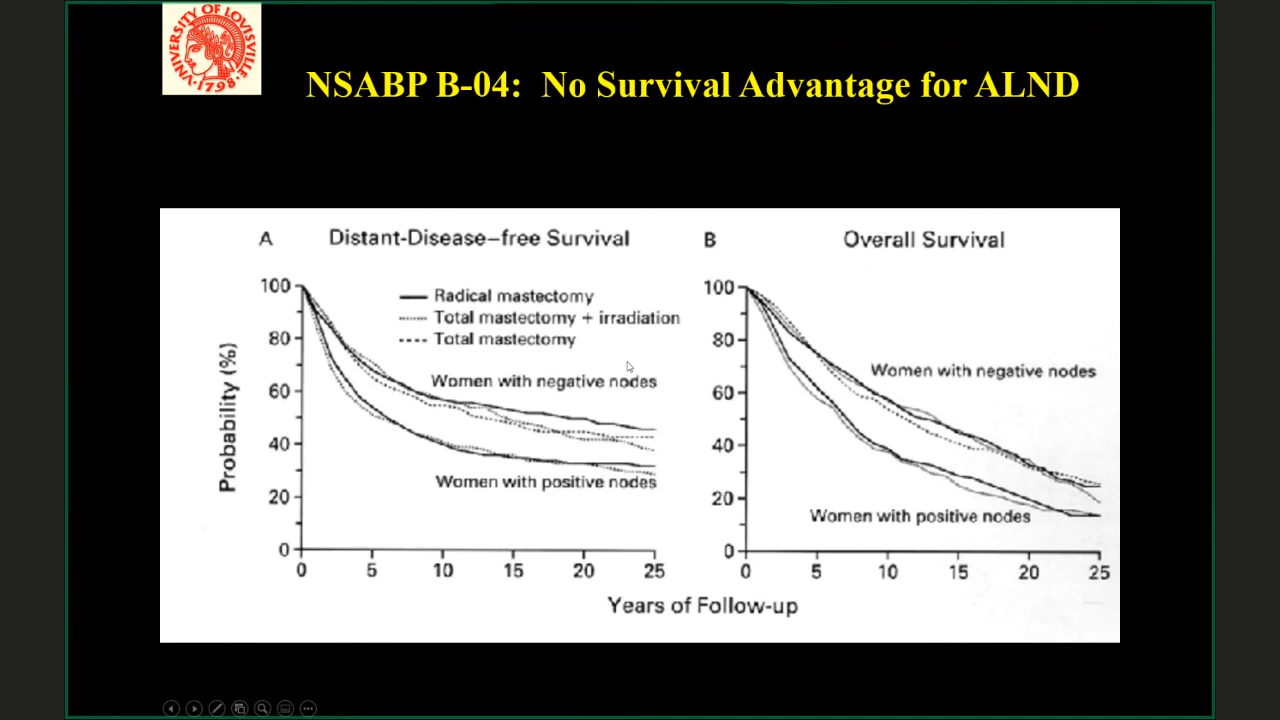 UNIVERSITY OF LOVISVILLE
· 1798 ·
NSABP B-04: No Survival Advantage for ALND
A Distant-Disease–free Survival
B Overall Survival
Probability (%)
100
80
60
40
20
0
Radical mastectomy
Total mastectomy + irradiation
Total mastectomy
Women with negative nodes
Women with positive nodes
0 5 10 15 20 25
100
80
60
40
20
0
Women with negative nodes
Women with positive nodes
0 5 10 15 20 25
Years of Follow-up